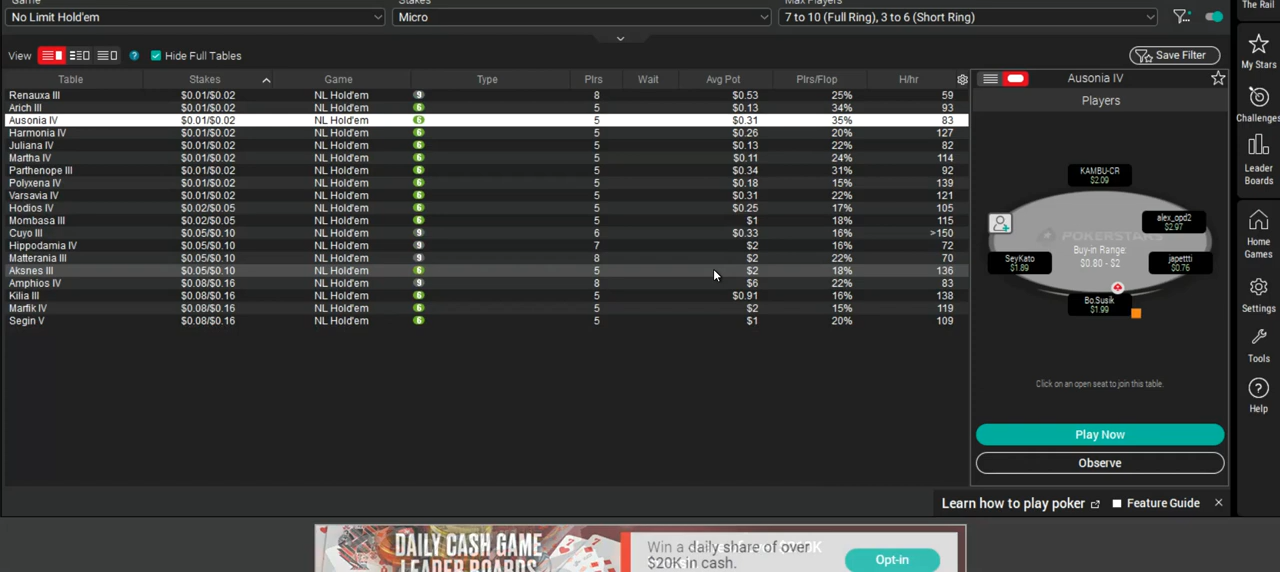 Game Stakes Max Players The Rail
No Limit Hold'em Micro 7 to 10 (Full Ring), 3 to 6 (Short Ring)
View ? Hide Full Tables Save Filter My Stars
Table Stakes Game Type Plrs Wait Avg Pot Plrs/Flop H/hr Ausonia IV
Renauxa III $0.01/$0.02 NL Hold'em 9 8 $0.53 25% 59
Arich III $0.01/$0.02 NL Hold'em 6 5 $0.13 34% 93
Ausonia IV $0.01/$0.02 NL Hold'em 6 5 $0.31 35% 83
Harmonia IV $0.01/$0.02 NL Hold'em 6 5 $0.26 20% 127
Juliana IV $0.01/$0.02 NL Hold'em 6 5 $0.13 22% 82
Martha IV $0.01/$0.02 NL Hold'em 6 5 $0.11 24% 114
Parthenope III $0.01/$0.02 NL Hold'em 6 5 $0.34 31% 92
Polyxena IV $0.01/$0.02 NL Hold'em 6 5 $0.18 15% 139
Varsavia IV $0.01/$0.02 NL Hold'em 6 5 $0.31 22% 121
Hodios IV $0.02/$0.05 NL Hold'em 6 5 $0.25 17% 105
Mombasa III $0.02/$0.05 NL Hold'em 6 5 $1 18% 115
Cuyo III $0.05/$0.10 NL Hold'em 9 6 $0.33 16% >150
Hippodamia IV $0.05/$0.10 NL Hold'em 9 7 $2 16% 72
Matterania III $0.05/$0.10 NL Hold'em 9 8 $2 22% 70
Aksnes III $0.05/$0.10 NL Hold'em 6 5 $2 18% 136
Amphios IV $0.08/$0.16 NL Hold'em 9 8 $6 22% 83
Kilia III $0.08/$0.16 NL Hold'em 6 5 $0.91 16% 138
Marfik IV $0.08/$0.16 NL Hold'em 6 5 $2 15% 119
Segin V $0.08/$0.16 NL Hold'em 6 5 $1 20% 109
Players
KAMBU-CR
$2.09
alex_opd2
$2.97
POKERSTARS
Buy-in Range:
$0.80 - $2
SeyKato
$1.89
japettti
$0.76
Bo.Susik
$1.99
Click on an open seat to join this table.
Play Now
Observe
Challenges
Leader
Boards
Home
Games
Settings
Tools
Help
Learn how to play poker Feature Guide
DAILY CASH GAME
LEADER BOARDS
Win a daily share of over
$20K in cash.
Opt-in